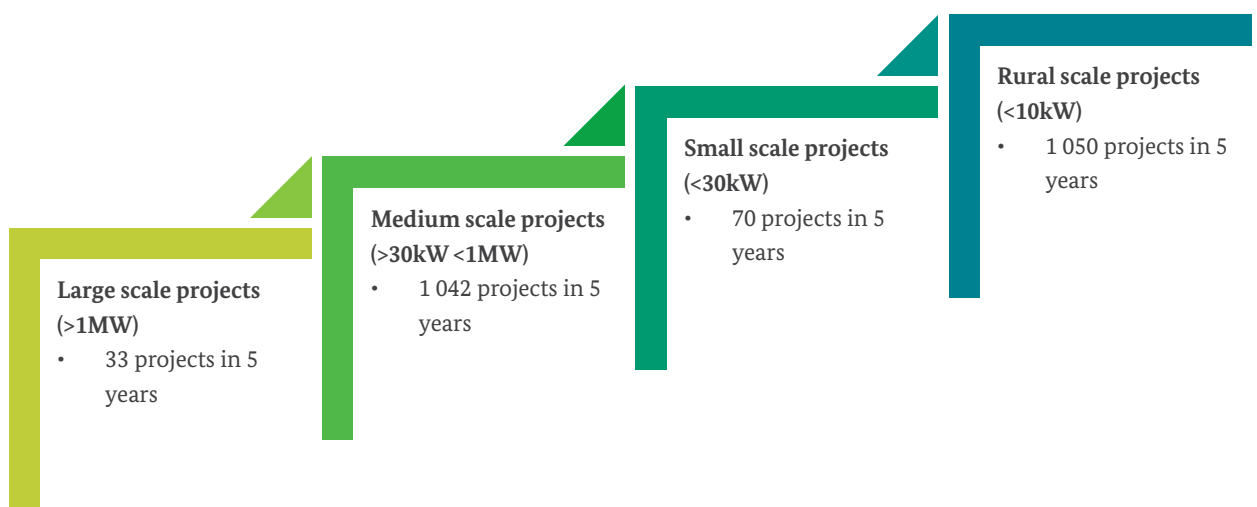 Large scale projects
(>1MW)
• 33 projects in 5
years
Medium scale projects
(>30kW <1MW)
• 1 042 projects in 5
years
Small scale projects
(<30kW)
• 70 projects in 5
years
Rural scale projects
(<10kW)
• 1 050 projects in 5
years